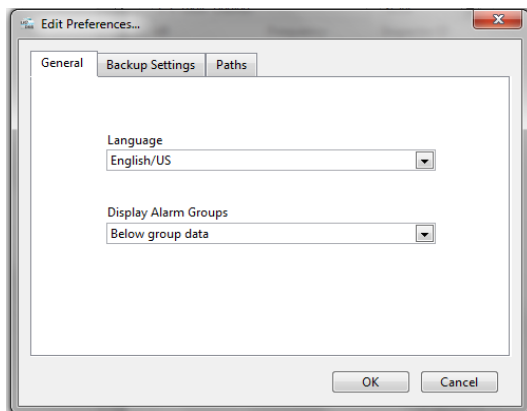 Edit Preferences...
General Backup Settings Paths
Language
English/US
Display Alarm Groups
Below group data
OK Cancel